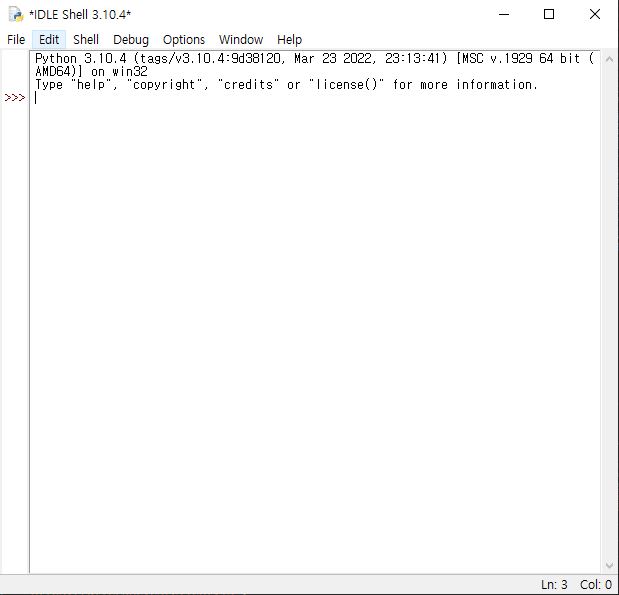 *IDLE Shell 3.10.4*
File Edit Shell Debug Options Window Help
Python 3.10.4 (tags/v3.10.4:9d38120, Mar 23 2022, 23:13:41) [MSC v.1929 64 bit (
AMD64)] on win32
Type "help", "copyright", "credits" or "license()" for more information.
>>>
Ln: 3 Col: 0